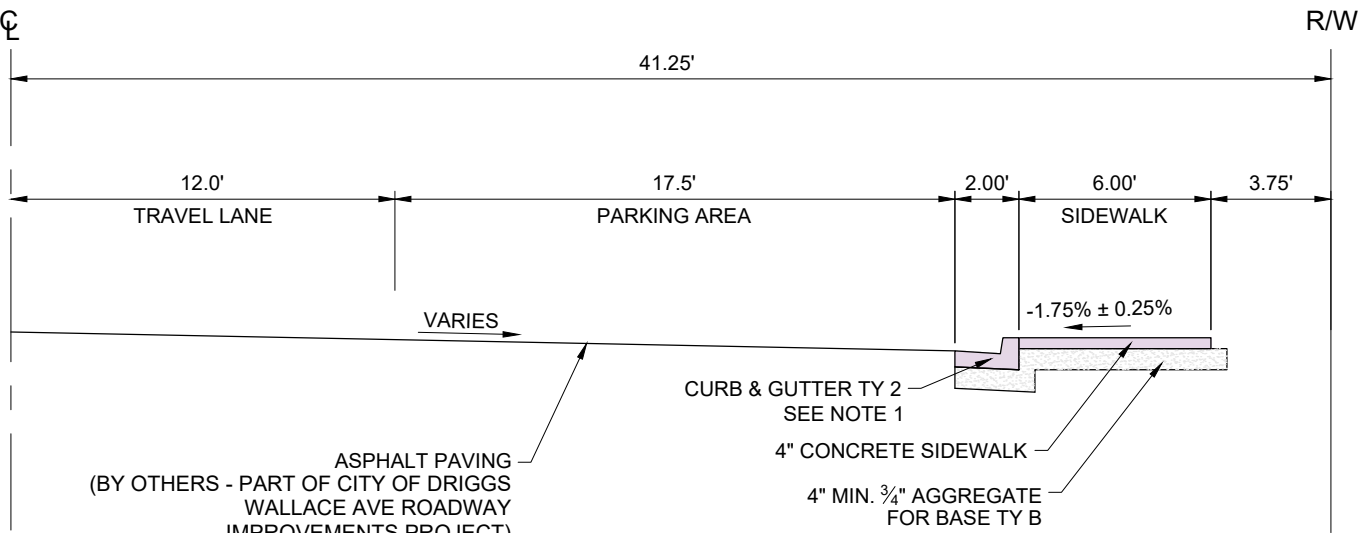 ℄
R/W
41.25'
12.0'
17.5'
2.00'
6.00'
3.75'
TRAVEL LANE
PARKING AREA
SIDEWALK
VARIES
-1.75% ± 0.25%
CURB & GUTTER TY 2
SEE NOTE 1
4" CONCRETE SIDEWALK
ASPHALT PAVING
(BY OTHERS - PART OF CITY OF DRIGGS
WALLACE AVE ROADWAY
IMPROVEMENTS PROJECT)
4" MIN. ¾" AGGREGATE
FOR BASE TY B